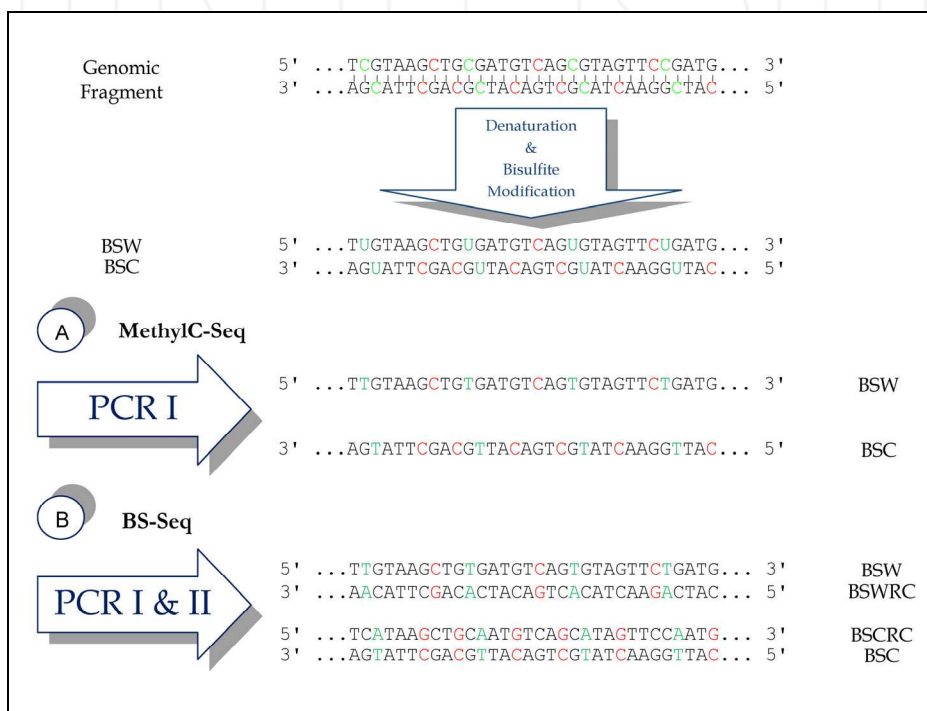 Genomic
Fragment
5' ...TCGTAAGCTGCGATGTCAGCGTAGTTCCGATG... 3'
3' ...AGCATTCGACGCTACAGTCGCATCAAGGCTAC... 5'
Denaturation
&
Bisulfite
Modification
BSW 5' ...TUGTAAGCTGUGATGTCAGUGTAGTTCUGATG... 3'
BSC 3' ...AGUATTCGACGUTACAGTCGUATCAAGGUTAC... 5'
A MethylC-Seq
PCR I
5' ...TTGTAAGCTGTGATGTCAGTGTAGTTCTGATG... 3' BSW
3' ...AGTATTCGACGTTACAGTCGTATCAAGGTTAC... 5' BSC
B BS-Seq
PCR I & II
5' ...TTGTAAGCTGTGATGTCAGTGTAGTTCTGATG... 3' BSW
3' ...AACATTCGACACTACAGTCACATCAAGACTAC... 5' BSWRC
5' ...TCATAAGCTGCAATGTCAGCATAGTTCCAATG... 3' BSCRC
3' ...AGTATTCGACGTTACAGTCGTATCAAGGTTAC... 5' BSC